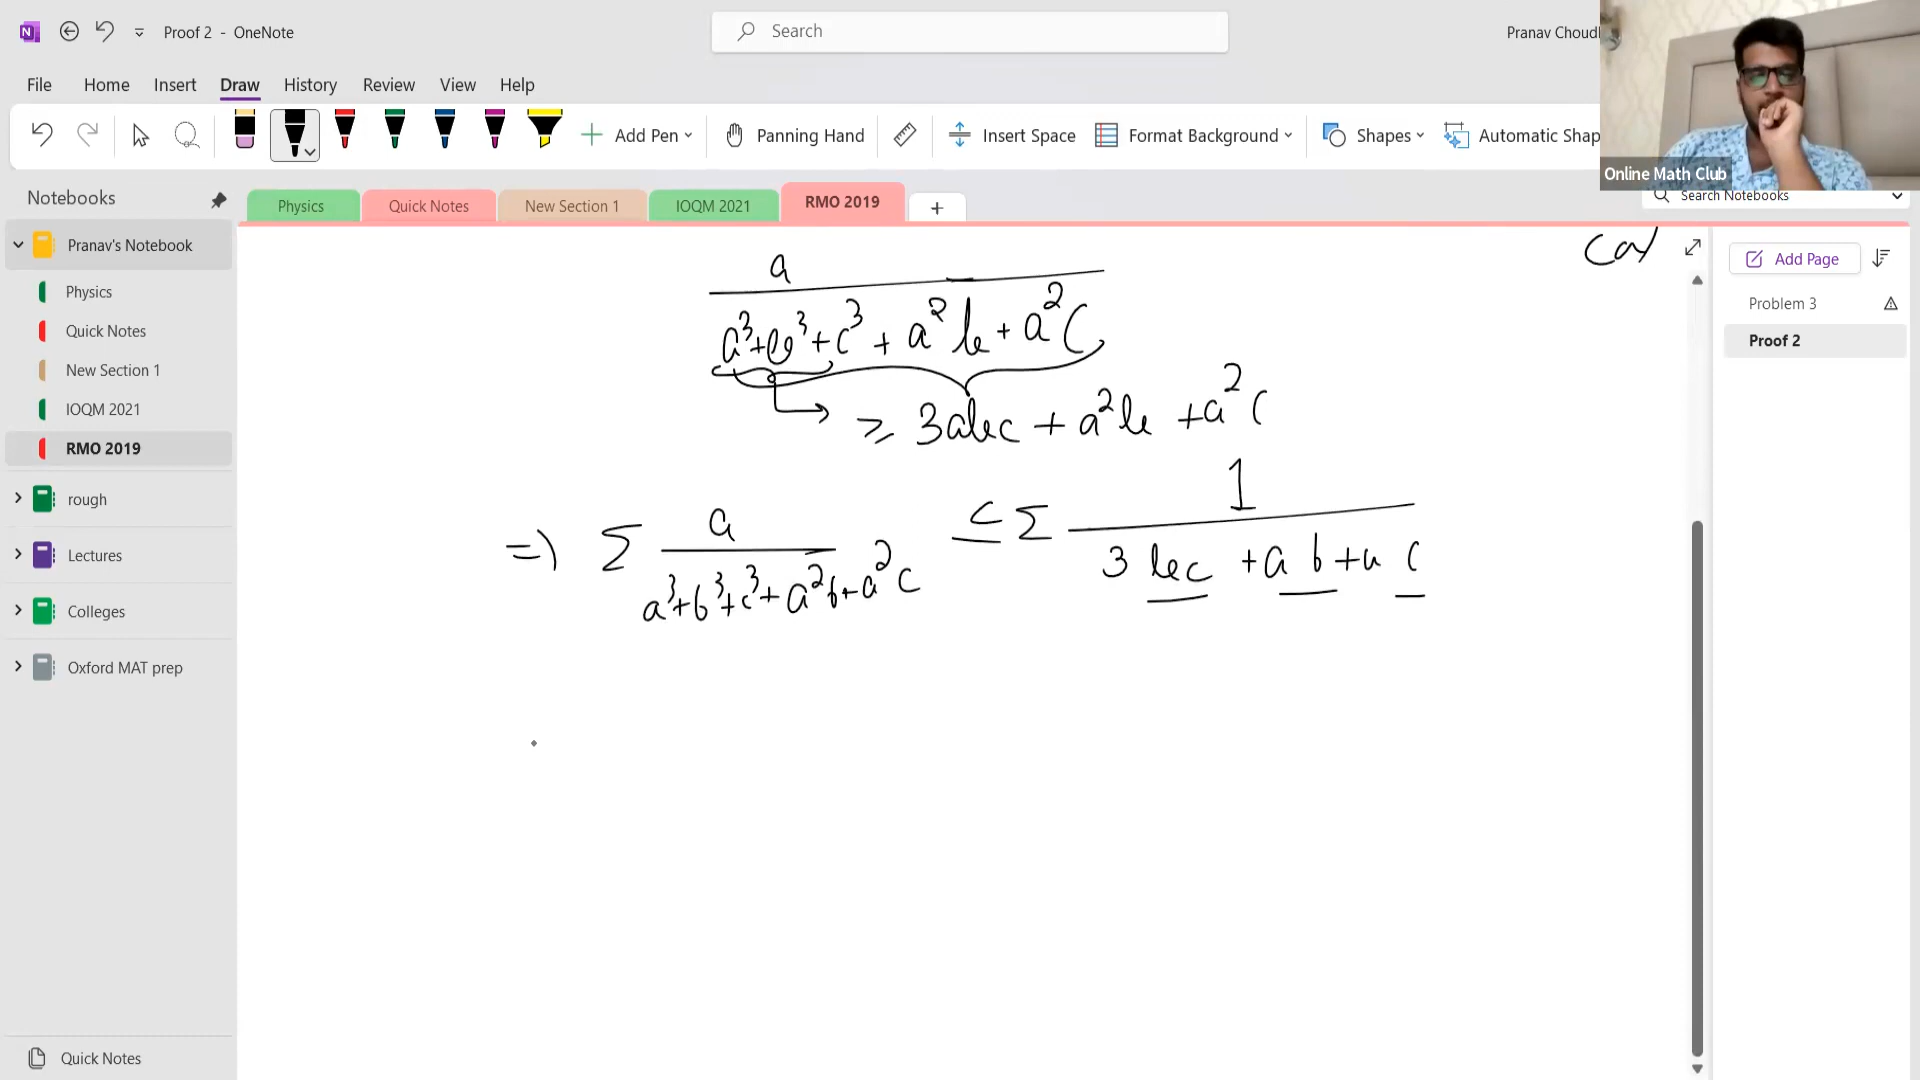 Proof 2 - OneNote
Search
Pranav Choud
File Home Insert Draw History Review View Help
Add Pen Panning Hand Insert Space Format Background Shapes Automatic Shap
Online Math Club
Notebooks
Physics Quick Notes New Section 1 IOQM 2021 RMO 2019 +
Search Notebooks
Pranav's Notebook
Physics
Quick Notes
New Section 1
IOQM 2021
RMO 2019
rough
Lectures
Colleges
Oxford MAT prep
Quick Notes
a
a³+b³+c³+a²b+a²c
≥ 3abc + a²b + a²c
1
=> Σ a ≤ Σ
3bc + ab + ac
a³+b³+c³+a²b+a²c
Add Page
Problem 3
Proof 2